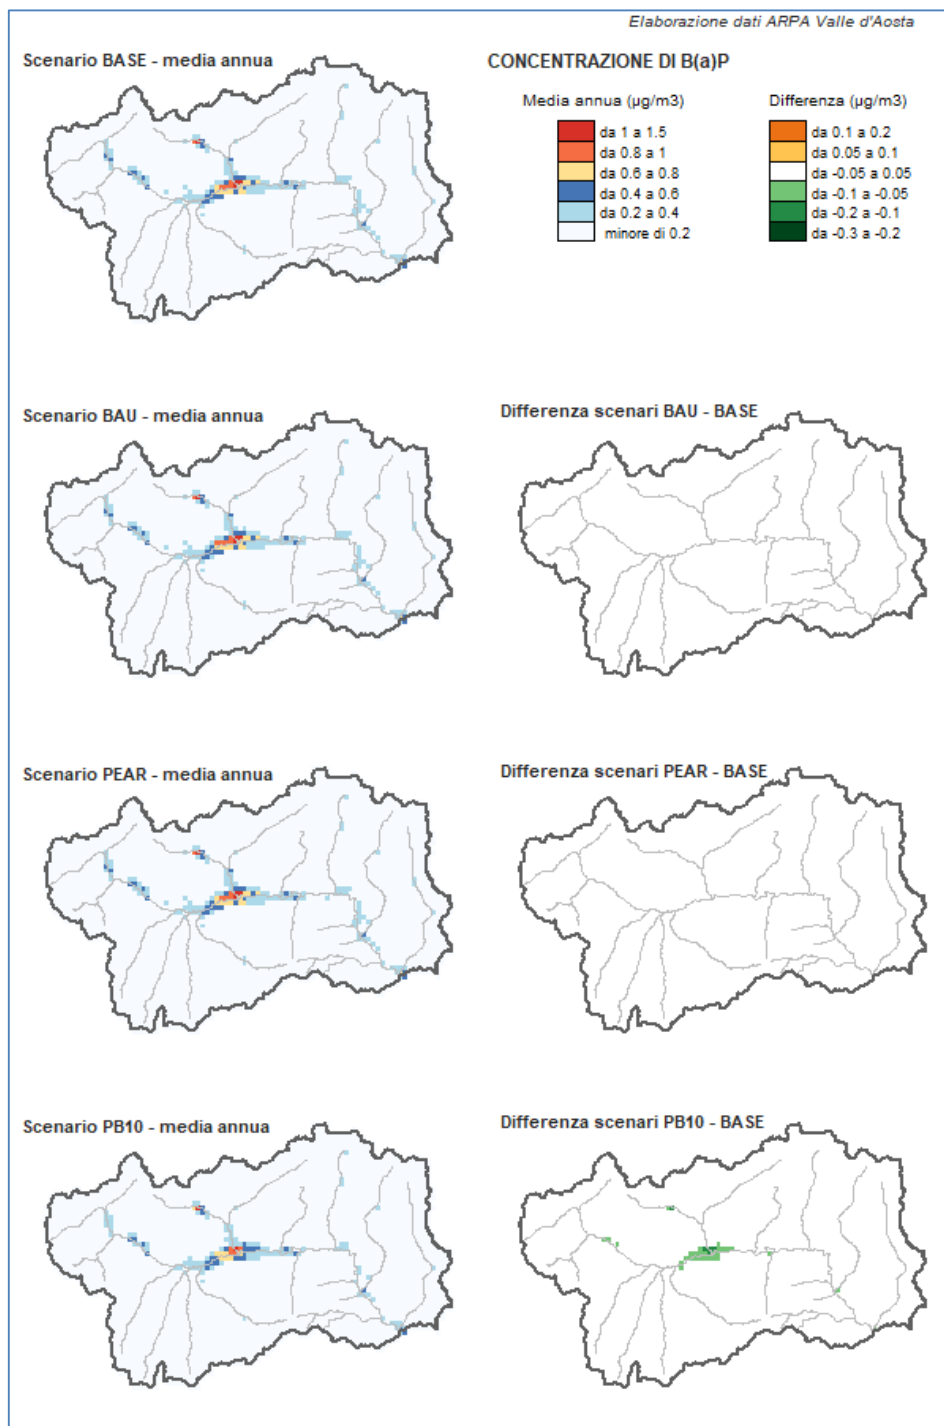 Elaborazione dati ARPA Valle d'Aosta
Scenario BASE - media annua
CONCENTRAZIONE DI B(a)P
Media annua (µg/m3)
da 1 a 1.5
da 0.8 a 1
da 0.6 a 0.8
da 0.4 a 0.6
da 0.2 a 0.4
minore di 0.2
Differenza (µg/m3)
da 0.1 a 0.2
da 0.05 a 0.1
da -0.05 a 0.05
da -0.1 a -0.05
da -0.2 a -0.1
da -0.3 a -0.2
Scenario BAU - media annua
Differenza scenari BAU - BASE
Scenario PEAR - media annua
Differenza scenari PEAR - BASE
Scenario PB10 - media annua
Differenza scenari PB10 - BASE